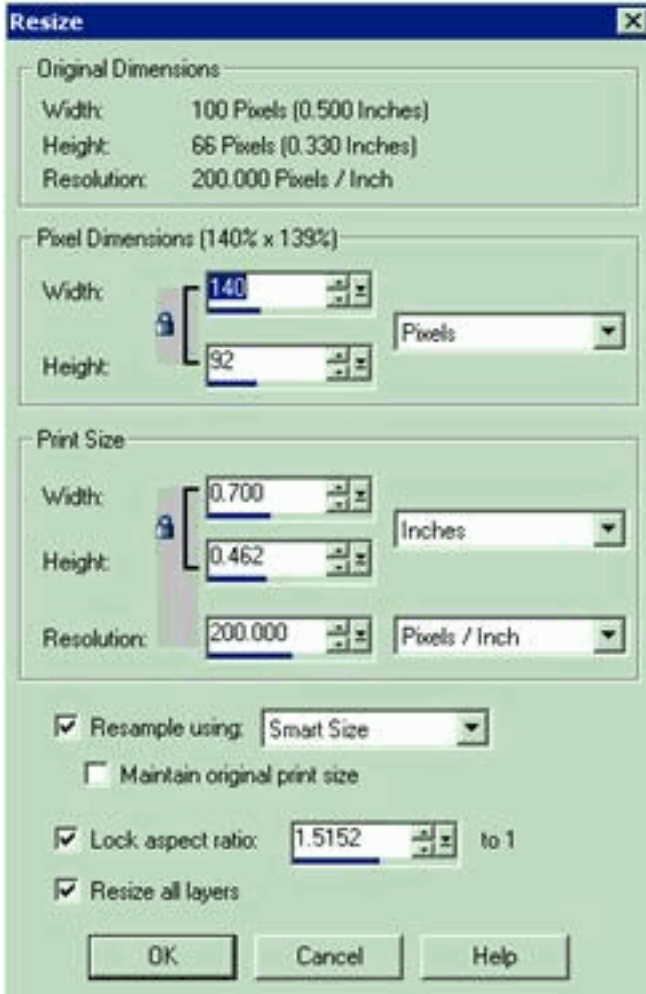 Resize
Original Dimensions
Width: 100 Pixels (0.500 Inches)
Height: 66 Pixels (0.330 Inches)
Resolution: 200.000 Pixels / Inch
Pixel Dimensions (140% x 139%)
Width: 140
Pixels
Height: 92
Print Size
Width: 0.700
Inches
Height: 0.462
Resolution: 200.000 Pixels / Inch
Resample using: Smart Size
Maintain original print size
Lock aspect ratio: 1.5152 to 1
Resize all layers
OK Cancel Help